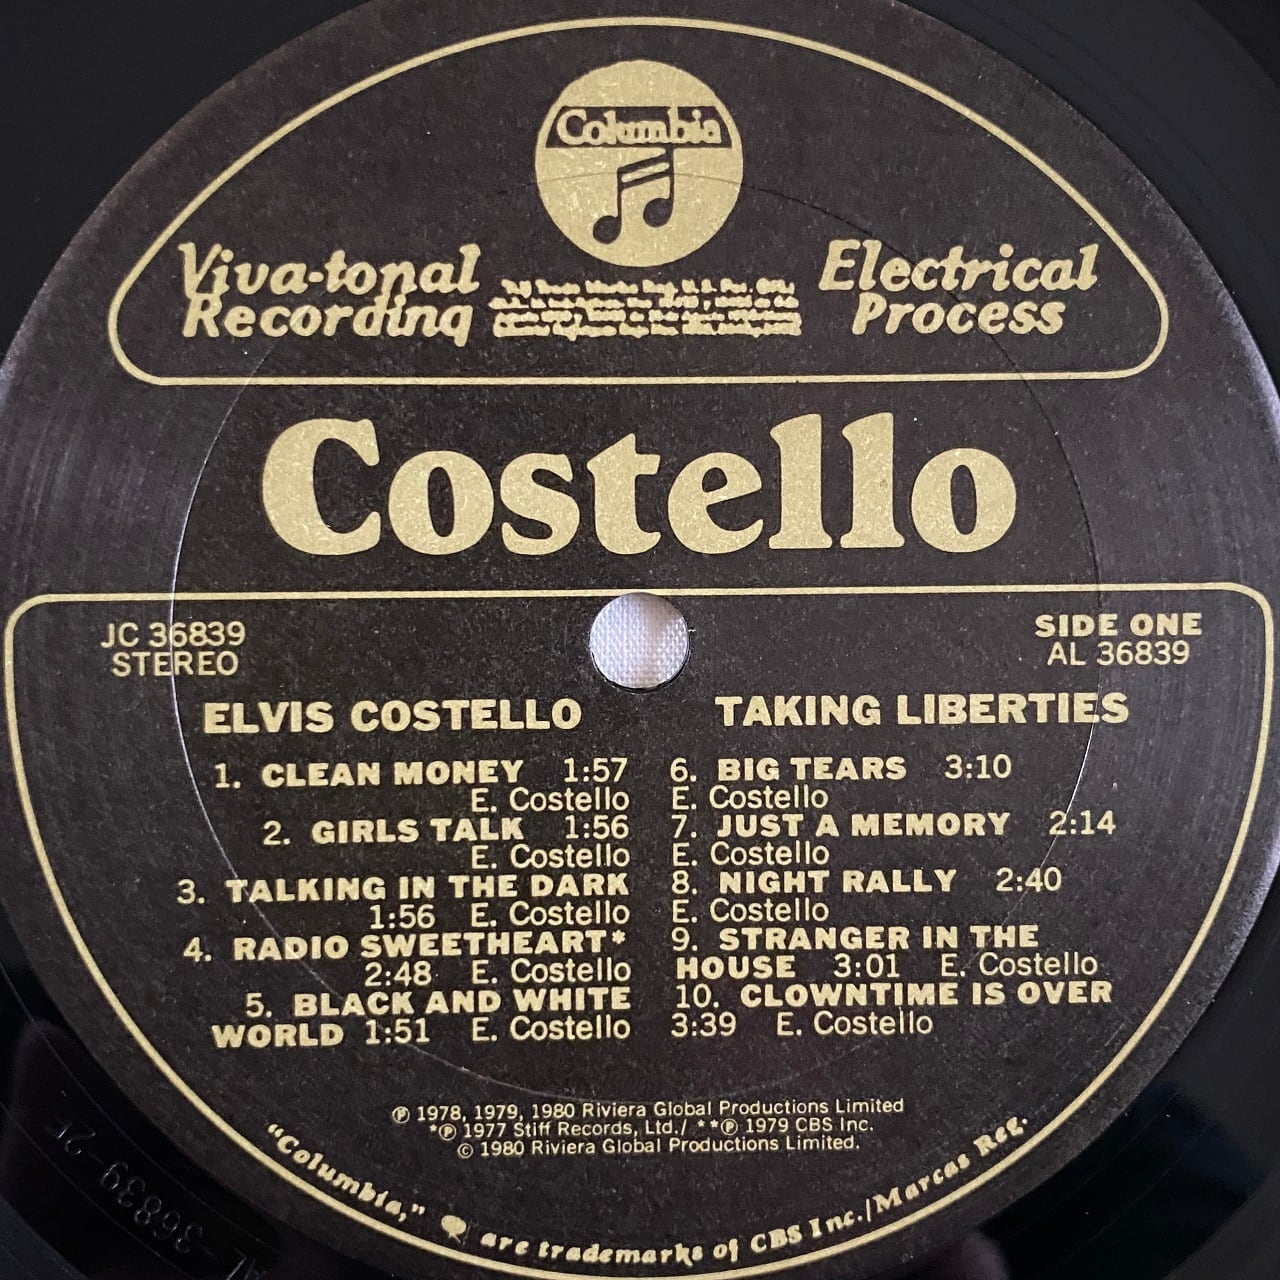 Columbia
Viva-tonal
Recording
Electrical
Process
Costello
JC 36839
STEREO
SIDE ONE
AL 36839
ELVIS COSTELLO
TAKING LIBERTIES
1. CLEAN MONEY 1:57
E. Costello
2. GIRLS TALK 1:56
E. Costello
3. TALKING IN THE DARK
1:56 E. Costello
4. RADIO SWEETHEART*
2:48 E. Costello
5. BLACK AND WHITE
WORLD 1:51 E. Costello
6. BIG TEARS 3:10
E. Costello
7. JUST A MEMORY 2:14
E. Costello
8. NIGHT RALLY 2:40
E. Costello
9. STRANGER IN THE
HOUSE 3:01 E. Costello
10. CLOWNTIME IS OVER
3:39 E. Costello
℗ 1978, 1979, 1980 Riviera Global Productions Limited
*℗ 1977 Stiff Records, Ltd./ **℗ 1979 CBS Inc.
© 1980 Riviera Global Productions Limited.
"Columbia," are trademarks of CBS Inc./Marcas Reg.
36839-2F